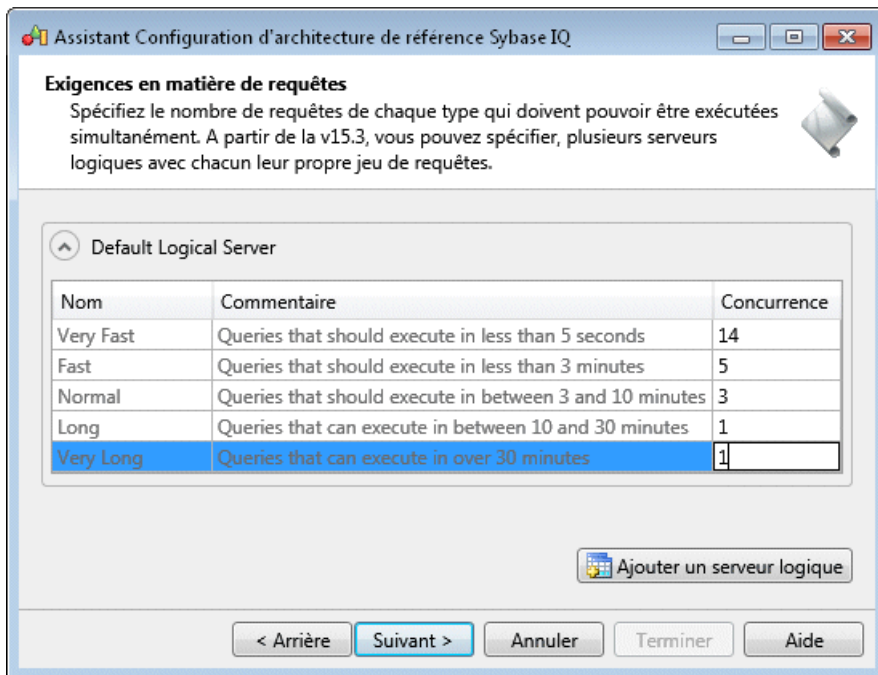 Assistant Configuration d'architecture de référence Sybase IQ
Exigences en matière de requêtes
Spécifiez le nombre de requêtes de chaque type qui doivent pouvoir être exécutées
simultanément. A partir de la v15.3, vous pouvez spécifier, plusieurs serveurs
logiques avec chacun leur propre jeu de requêtes.
Default Logical Server
Nom Commentaire Concurrence
Very Fast Queries that should execute in less than 5 seconds 14
Fast Queries that should execute in less than 3 minutes 5
Normal Queries that should execute in between 3 and 10 minutes 3
Long Queries that can execute in between 10 and 30 minutes 1
Very Long Queries that can execute in over 30 minutes 1
Ajouter un serveur logique
< Arrière Suivant > Annuler Terminer Aide